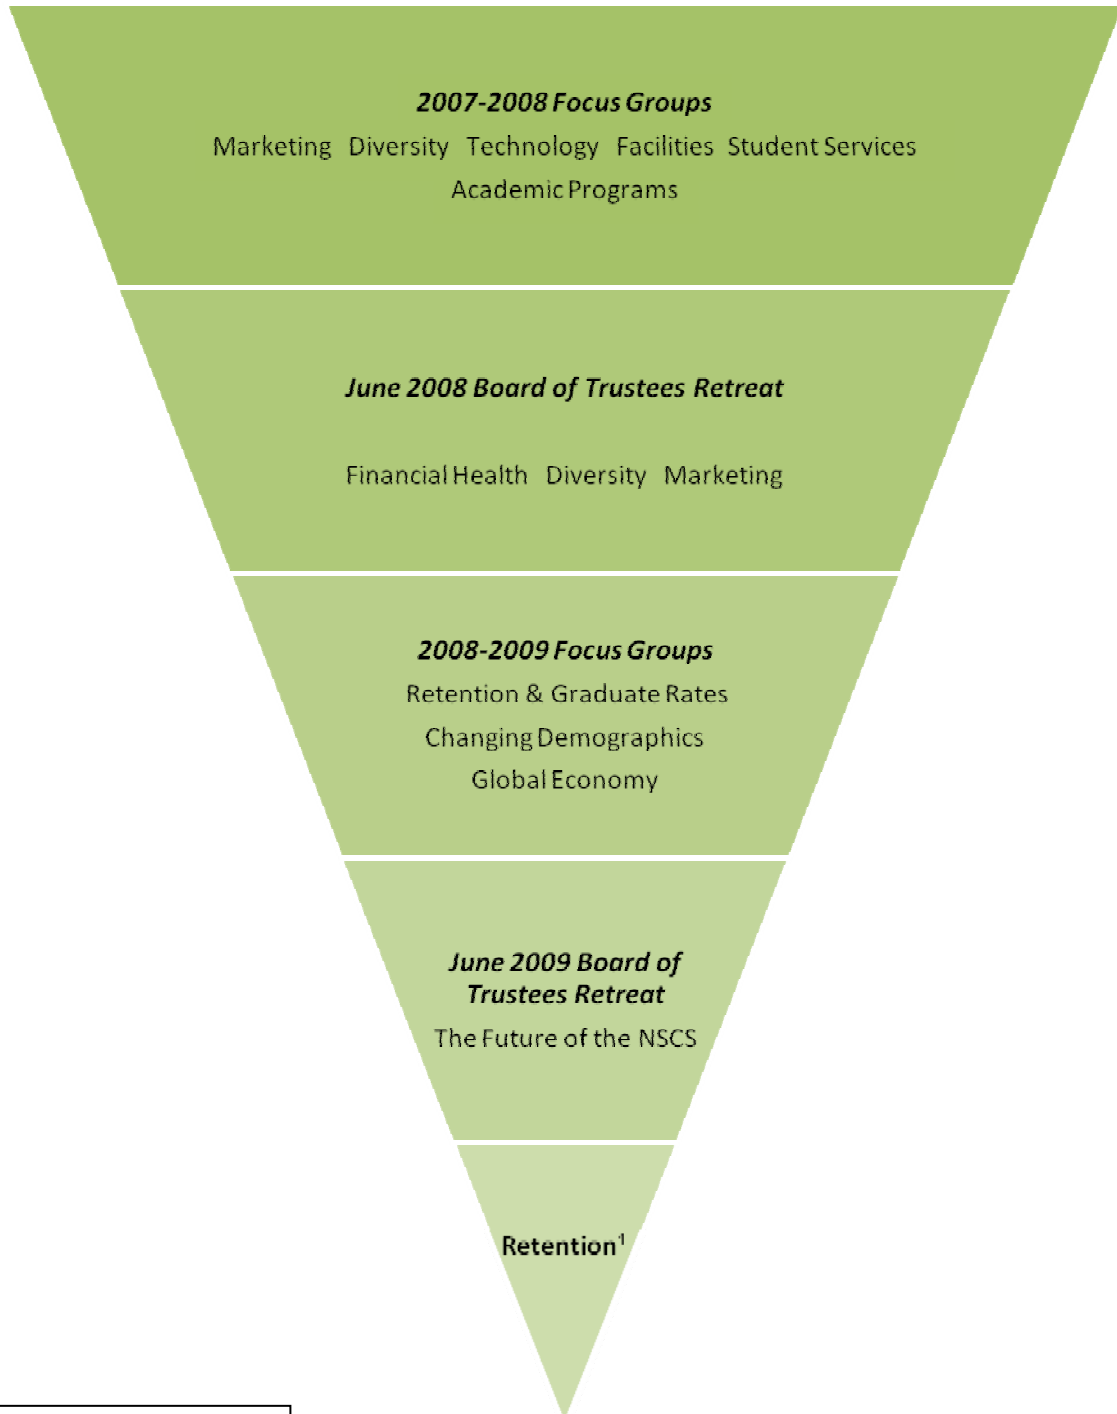 2007-2008 Focus Groups
Marketing Diversity Technology Facilities Student Services
Academic Programs
June 2008 Board of Trustees Retreat
Financial Health Diversity Marketing
2008-2009 Focus Groups
Retention & Graduate Rates
Changing Demographics
Global Economy
June 2009 Board of
Trustees Retreat
The Future of the NSCS
Retention¹